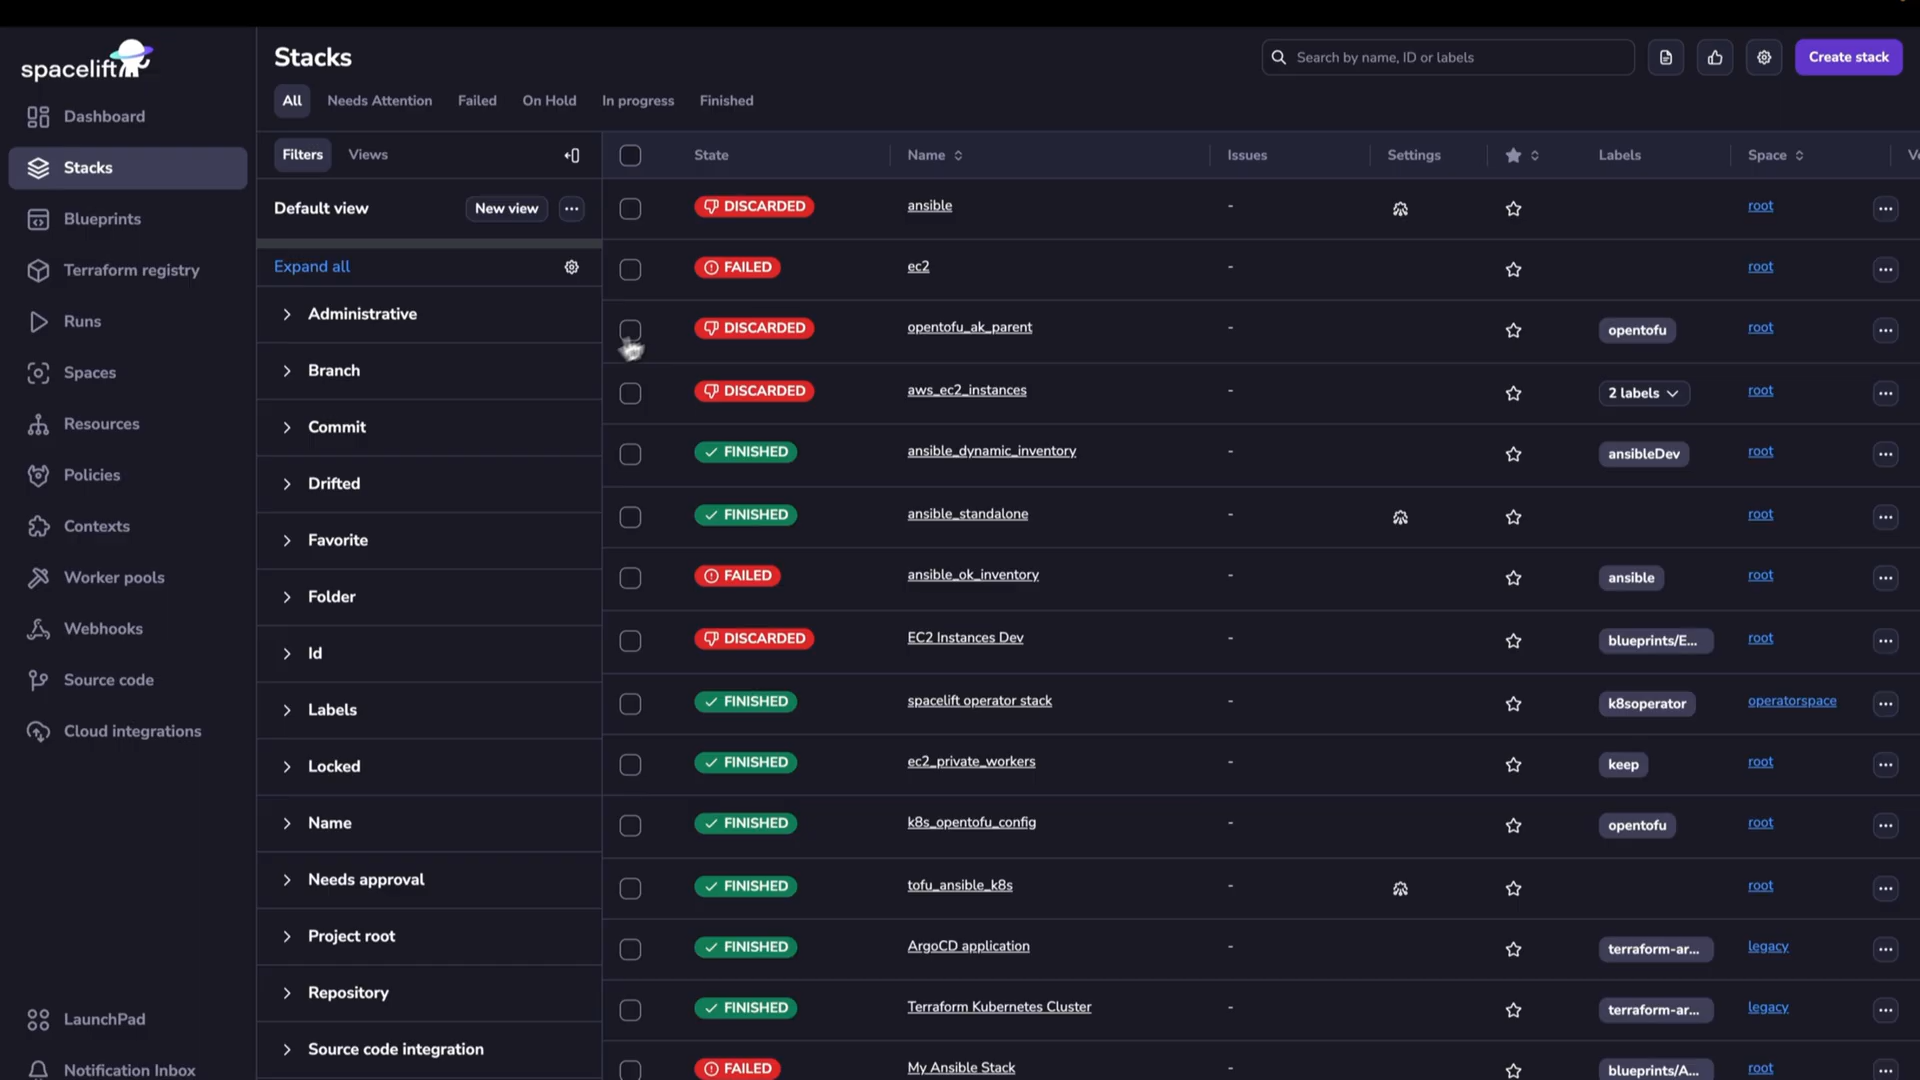 spacelift
Dashboard
Stacks
Blueprints
Terraform registry
Runs
Spaces
Resources
Policies
Contexts
Worker pools
Webhooks
Source code
Cloud integrations
LaunchPad
Notification Inbox
Stacks
Search by name, ID or labels
Create stack
All Needs Attention Failed On Hold In progress Finished
Filters Views
Default view New view
Expand all
Administrative
Branch
Commit
Drifted
Favorite
Folder
Id
Labels
Locked
Name
Needs approval
Project root
Repository
Source code integration
State Name Issues Settings Labels Space
DISCARDED ansible - root
FAILED ec2 - root
DISCARDED opentofu_ak_parent - opentofu root
DISCARDED aws_ec2_instances - 2 labels root
FINISHED ansible_dynamic_inventory - ansibleDev root
FINISHED ansible_standalone - root
FAILED ansible_ok_inventory - ansible root
DISCARDED EC2 Instances Dev - blueprints/E... root
FINISHED spacelift operator stack - k8soperator operatorspace
FINISHED ec2_private_workers - keep root
FINISHED k8s_opentofu_config - opentofu root
FINISHED tofu_ansible_k8s - root
FINISHED ArgoCD application - terraform-ar... legacy
FINISHED Terraform Kubernetes Cluster - terraform-ar... legacy
FAILED My Ansible Stack - blueprints/A... root